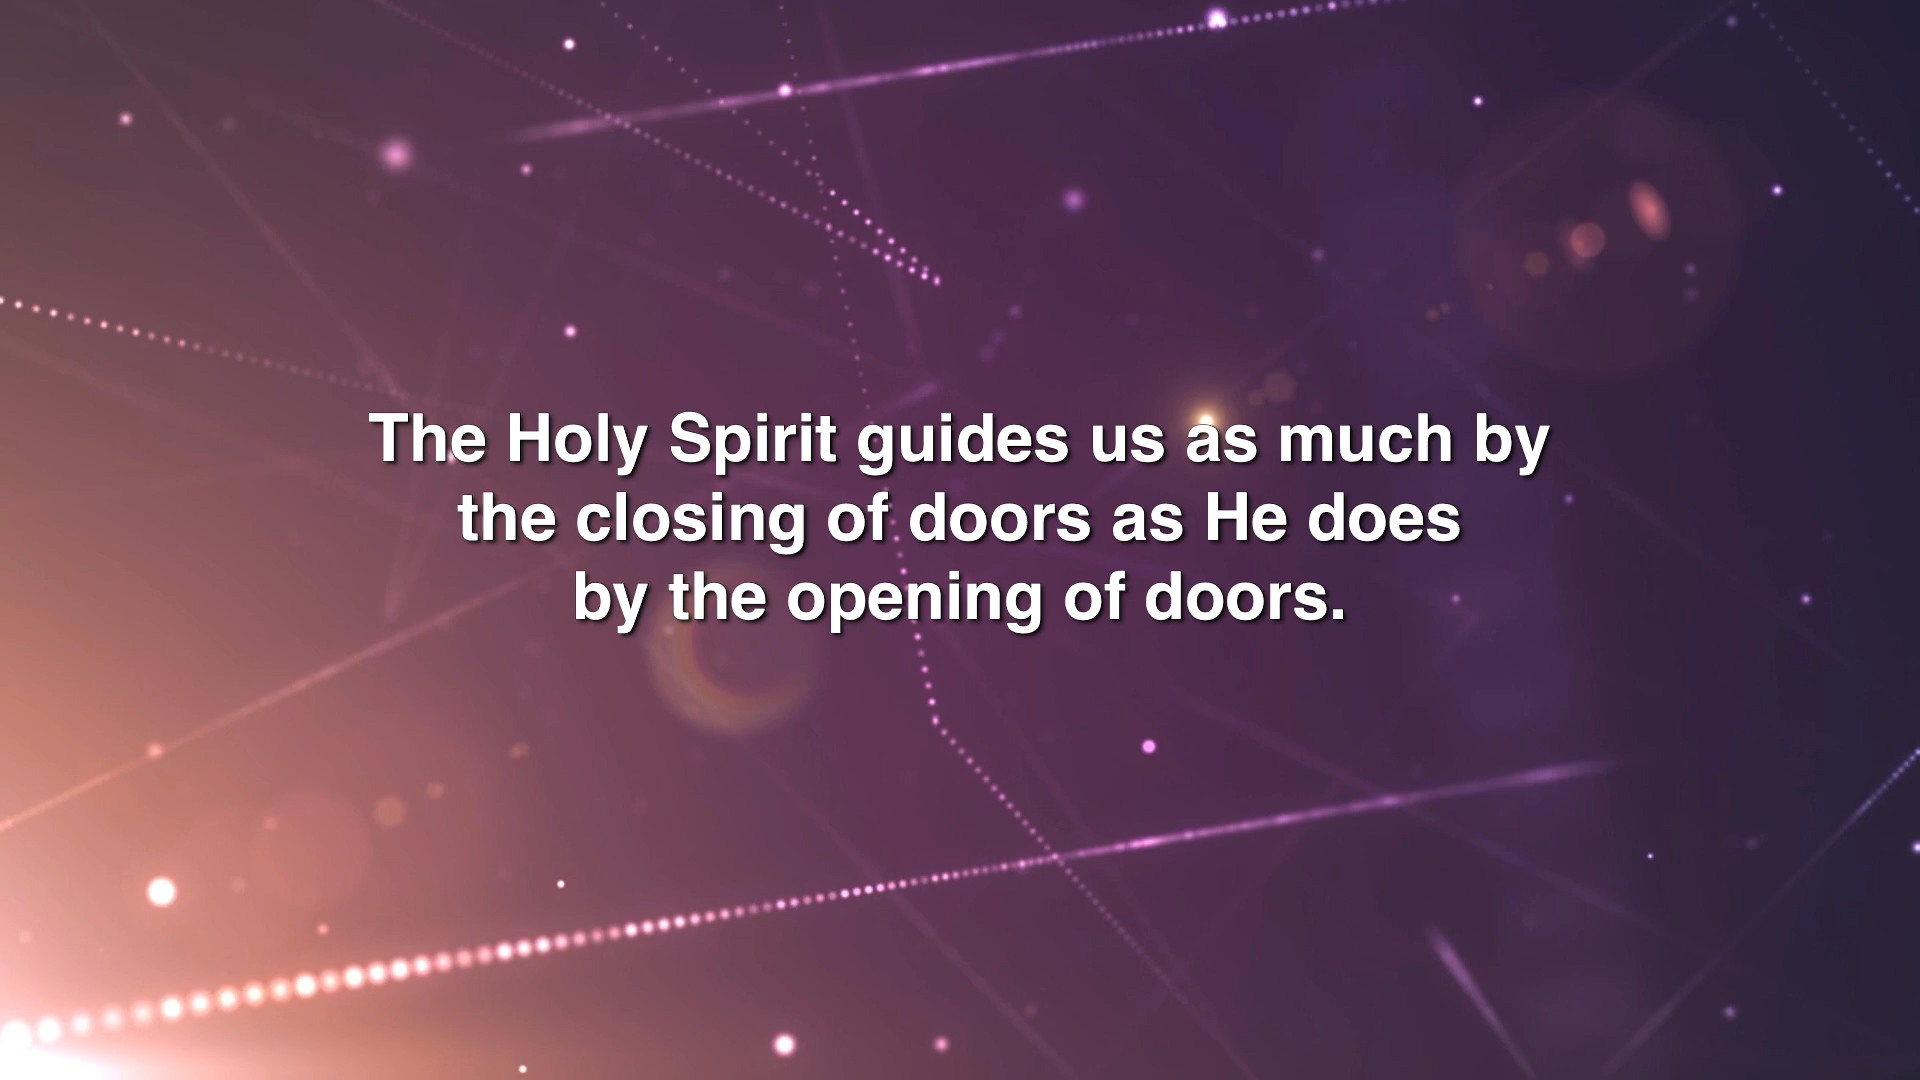 The Holy Spirit guides us as much by
the closing of doors as He does
by the opening of doors.